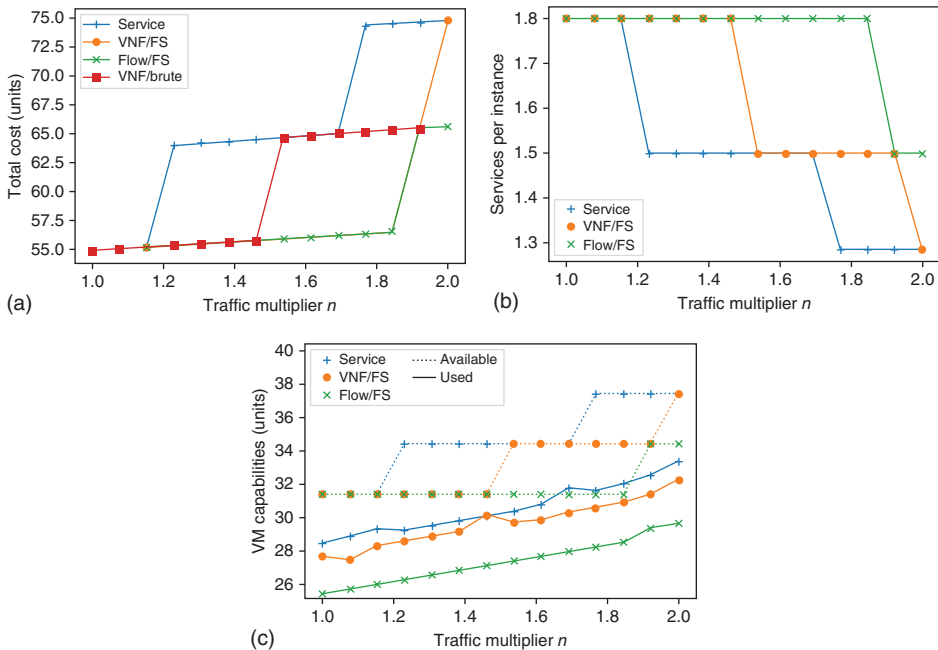 75.0
72.5
70.0
67.5
65.0
62.5
60.0
57.5
55.0
Total cost (units)
Service
VNF/FS
Flow/FS
VNF/brute
1.0 1.2 1.4 1.6 1.8 2.0
Traffic multiplier n
(a)
1.8
1.7
1.6
1.5
1.4
1.3
Services per instance
Service
VNF/FS
Flow/FS
1.0 1.2 1.4 1.6 1.8 2.0
Traffic multiplier n
(b)
40
38
36
34
32
30
28
26
VM capabilities (units)
Service
VNF/FS
Flow/FS
Available
Used
1.0 1.2 1.4 1.6 1.8 2.0
Traffic multiplier n
(c)